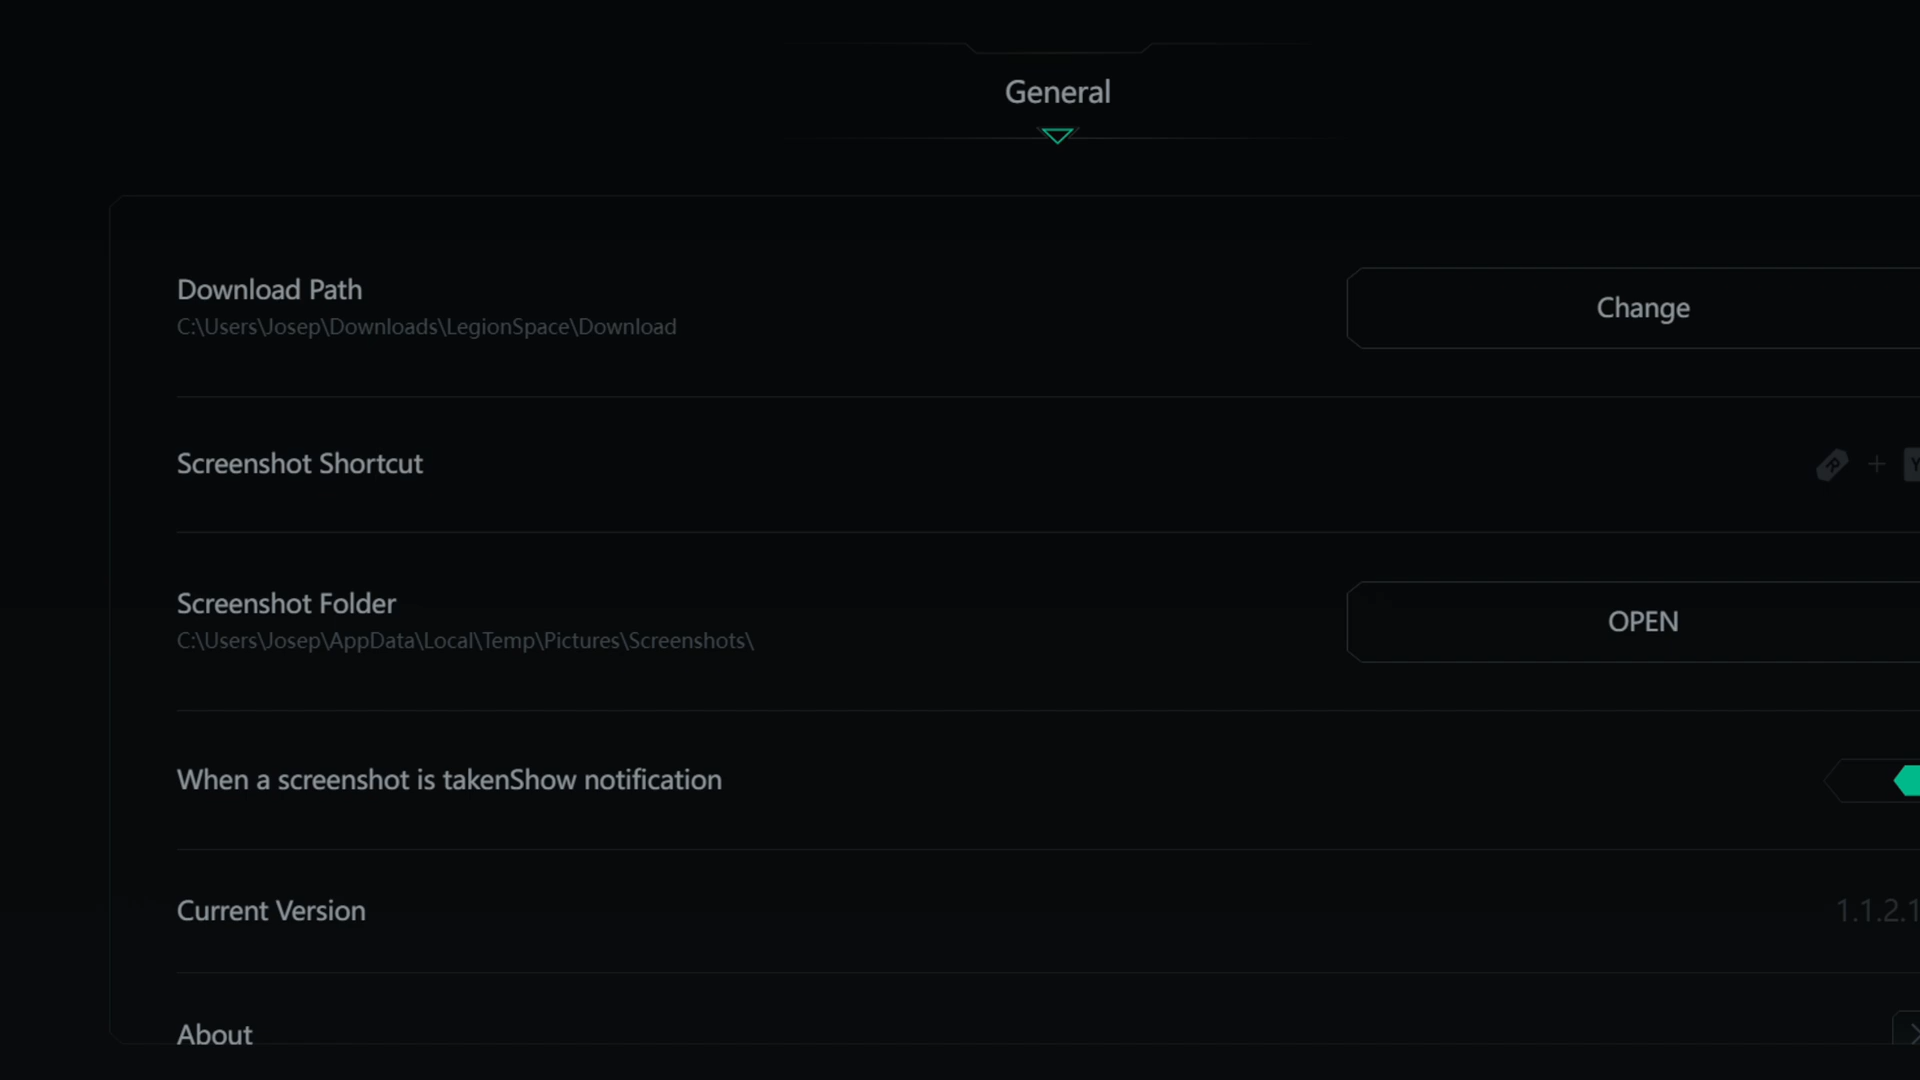 General
Download Path
C:\Users\Josep\Downloads\LegionSpace\Download
Change
Screenshot Shortcut
R + Y
Screenshot Folder
C:\Users\Josep\AppData\Local\Temp\Pictures\Screenshots\
OPEN
When a screenshot is takenShow notification
Current Version
1.1.2.1
About